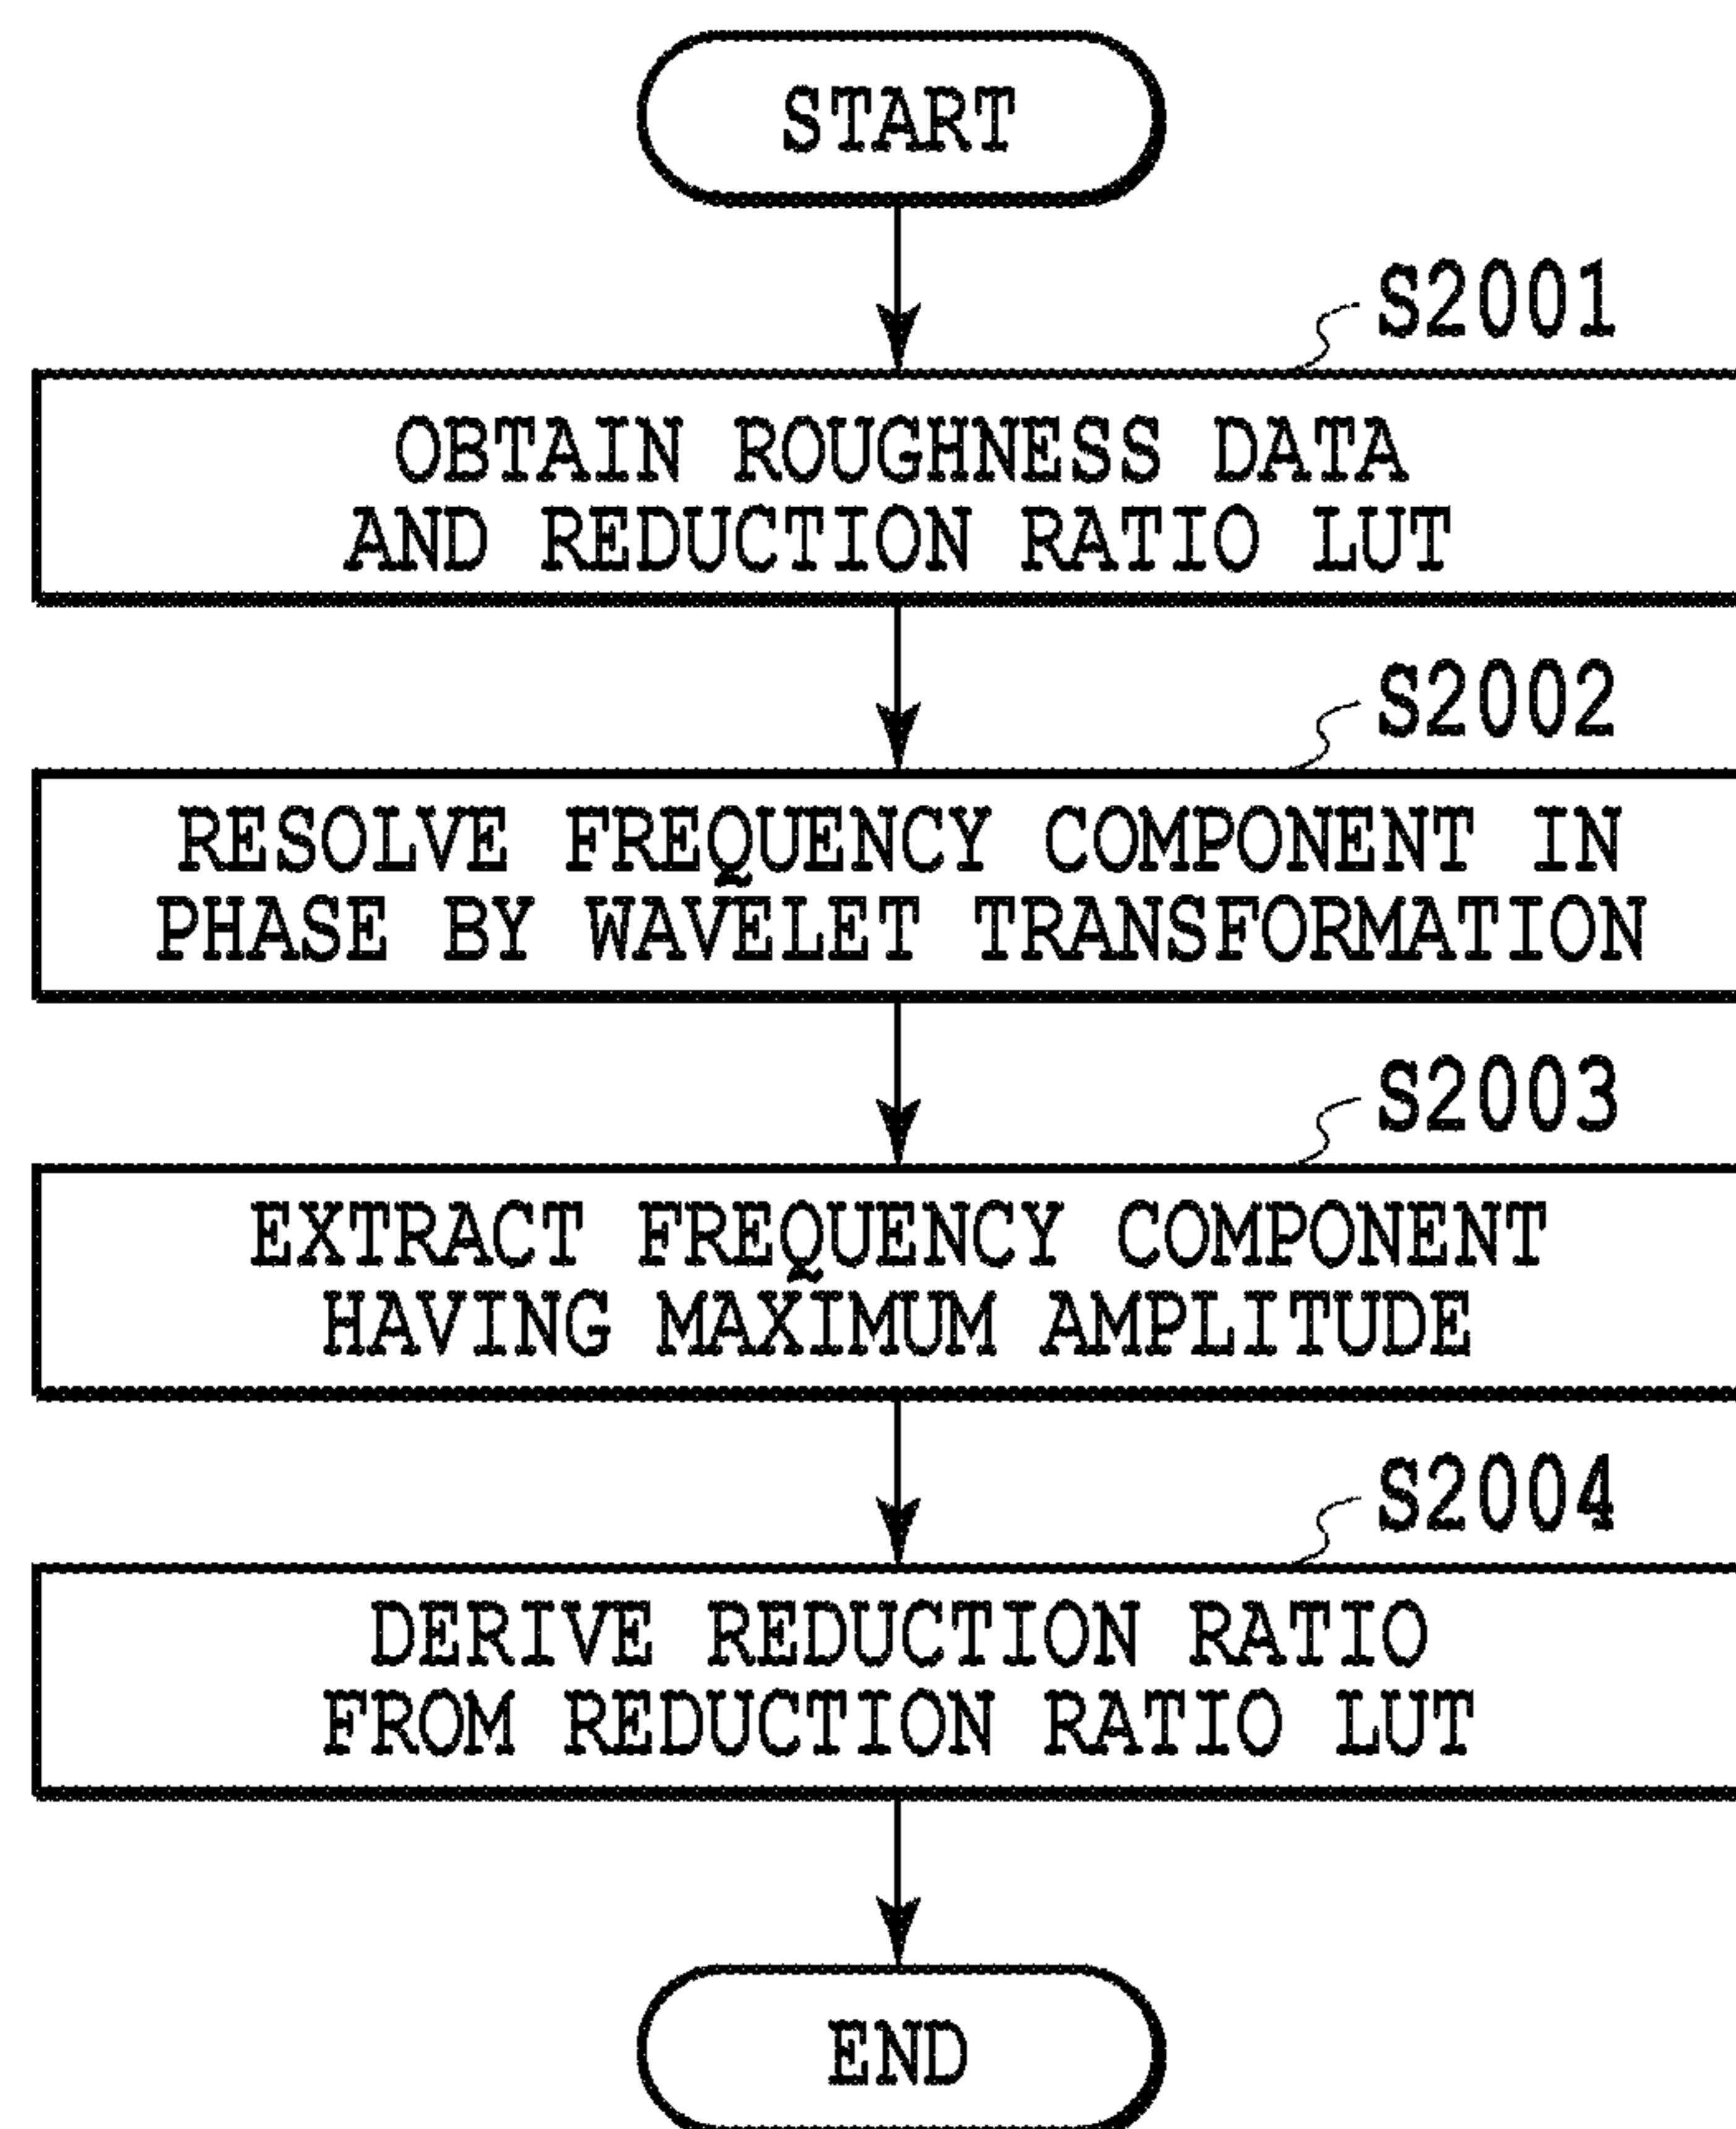 START
S2001
OBTAIN ROUGHNESS DATA
AND REDUCTION RATIO LUT
S2002
RESOLVE FREQUENCY COMPONENT IN
PHASE BY WAVELET TRANSFORMATION
S2003
EXTRACT FREQUENCY COMPONENT
HAVING MAXIMUM AMPLITUDE
S2004
DERIVE REDUCTION RATIO
FROM REDUCTION RATIO LUT
END